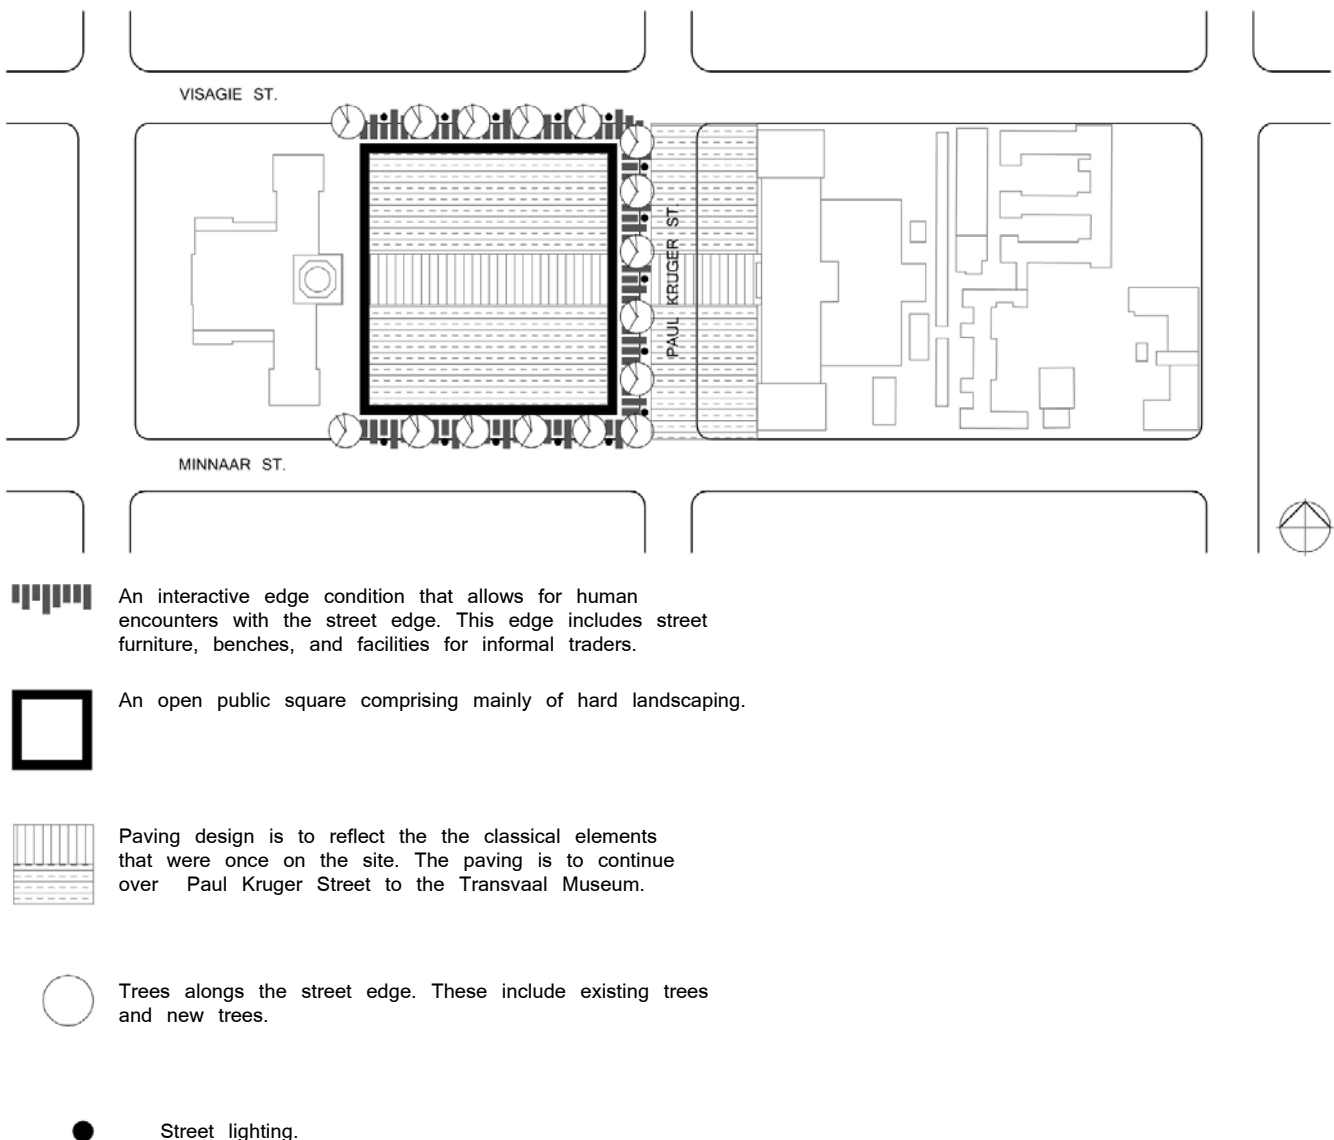 VISAGIE ST.
PAUL KRUGER ST.
MINNAAR ST.
An interactive edge condition that allows for human
encounters with the street edge. This edge includes street
furniture, benches, and facilities for informal traders.
An open public square comprising mainly of hard landscaping.
Paving design is to reflect the the classical elements
that were once on the site. The paving is to continue
over Paul Kruger Street to the Transvaal Museum.
Trees alongs the street edge. These include existing trees
and new trees.
Street lighting.